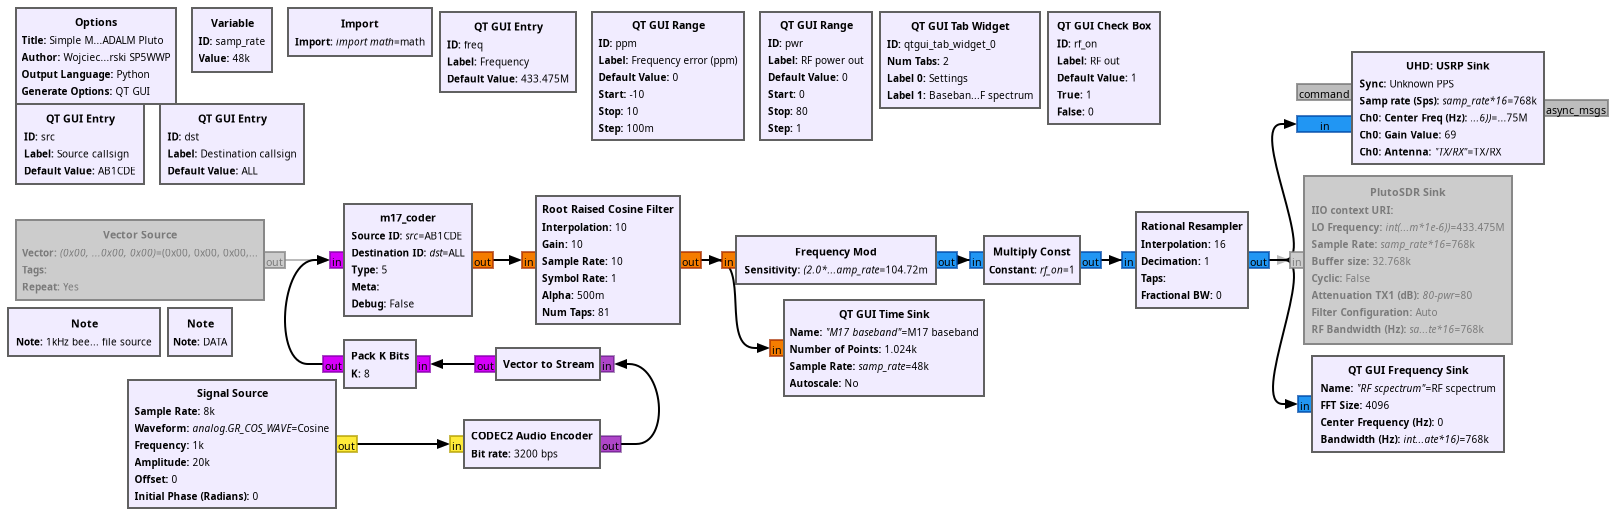 Options
Title: Simple M...ADALM Pluto
Author: Wojciec...rski SP5WWP
Output Language: Python
Generate Options: QT GUI
Variable
ID: samp_rate
Value: 48k
Import
Import: import math=math
QT GUI Entry
ID: freq
Label: Frequency
Default Value: 433.475M
QT GUI Range
ID: ppm
Label: Frequency error (ppm)
Default Value: 0
Start: -10
Stop: 10
Step: 100m
QT GUI Range
ID: pwr
Label: RF power out
Default Value: 0
Start: 0
Stop: 80
Step: 1
QT GUI Tab Widget
ID: qtgui_tab_widget_0
Num Tabs: 2
Label 0: Settings
Label 1: Baseban...F spectrum
QT GUI Check Box
ID: rf_on
Label: RF out
Default Value: 1
True: 1
False: 0
UHD: USRP Sink
Sync: Unknown PPS
Samp rate (Sps): samp_rate*16=768k
Ch0: Center Freq (Hz): ...6))=...75M
Ch0: Gain Value: 69
Ch0: Antenna: "TX/RX"=TX/RX
command
in
async_msgs
QT GUI Entry
ID: src
Label: Source callsign
Default Value: AB1CDE
QT GUI Entry
ID: dst
Label: Destination callsign
Default Value: ALL
Vector Source
Vector: (0x00, ...0x00, 0x00)=(0x00, 0x00, 0x00,...
Tags:
Repeat: Yes
out
in
m17_coder
Source ID: src=AB1CDE
Destination ID: dst=ALL
Type: 5
Meta:
Debug: False
out
in
Root Raised Cosine Filter
Interpolation: 10
Gain: 10
Sample Rate: 10
Symbol Rate: 1
Alpha: 500m
Num Taps: 81
out
in
Frequency Mod
Sensitivity: (2.0*...amp_rate=104.72m
out
in
Multiply Const
Constant: rf_on=1
out
in
Rational Resampler
Interpolation: 16
Decimation: 1
Taps:
Fractional BW: 0
out
in
PlutoSDR Sink
IIO context URI:
LO Frequency: int(...m*1e-6))=433.475M
Sample Rate: samp_rate*16=768k
Buffer size: 32.768k
Cyclic: False
Attenuation TX1 (dB): 80-pwr=80
Filter Configuration: Auto
RF Bandwidth (Hz): sa...te*16=768k
Note
Note: 1kHz bee... file source
Note
Note: DATA
in
QT GUI Time Sink
Name: "M17 baseband"=M17 baseband
Number of Points: 1.024k
Sample Rate: samp_rate=48k
Autoscale: No
out
Pack K Bits
K: 8
in
out
Vector to Stream
in
in
QT GUI Frequency Sink
Name: "RF scpectrum"=RF scpectrum
FFT Size: 4096
Center Frequency (Hz): 0
Bandwidth (Hz): int...ate*16)=768k
Signal Source
Sample Rate: 8k
Waveform: analog.GR_COS_WAVE=Cosine
Frequency: 1k
Amplitude: 20k
Offset: 0
Initial Phase (Radians): 0
out
in
CODEC2 Audio Encoder
Bit rate: 3200 bps
out